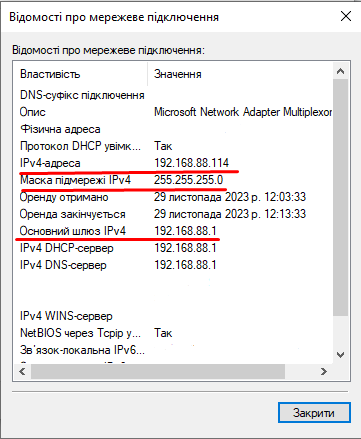 Відомості про мережеве підключення
Відомості про мережеве підключення:
Властивість Значення
DNS-суфікс підключення
Опис Microsoft Network Adapter Multiplexor
Фізична адреса
Протокол DHCP увімк... Так
IPv4-адреса 192.168.88.114
Маска підмережі IPv4 255.255.255.0
Оренду отримано 29 листопада 2023 р. 12:03:33
Оренда закінчується 29 листопада 2023 р. 12:13:33
Основний шлюз IPv4 192.168.88.1
IPv4 DHCP-сервер 192.168.88.1
IPv4 DNS-сервер 192.168.88.1
IPv4 WINS-сервер
NetBIOS через Tcpip у... Так
Зв'язок-локальна IPv6...
Закрити